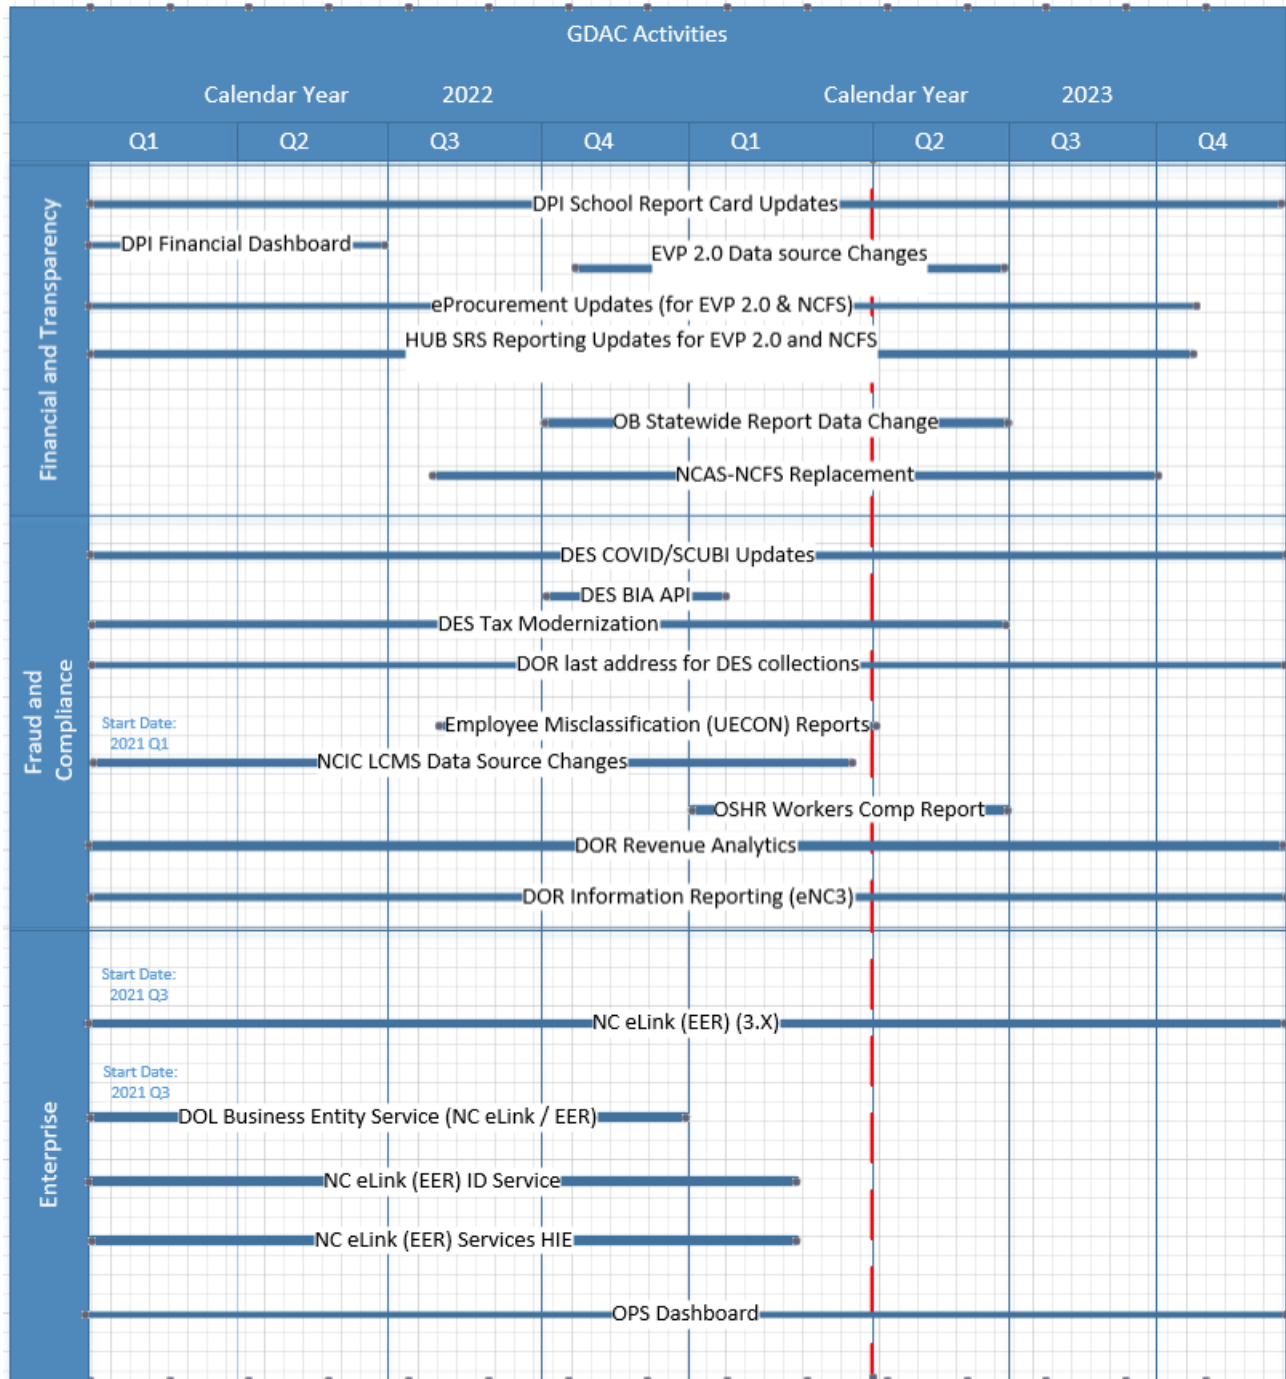 GDAC Activities
Calendar Year 2022 Calendar Year 2023
Q1 Q2 Q3 Q4 Q1 Q2 Q3 Q4
Financial and Transparency
DPI School Report Card Updates
DPI Financial Dashboard
EVP 2.0 Data source Changes
eProcurement Updates (for EVP 2.0 & NCFS)
HUB SRS Reporting Updates for EVP 2.0 and NCFS
OB Statewide Report Data Change
NCAS-NCFS Replacement
Fraud and
Compliance
DES COVID/SCUBI Updates
DES BIA API
DES Tax Modernization
DOR last address for DES collections
Start Date:
2021 Q1
Employee Misclassification (UECON) Reports
NCIC LCMS Data Source Changes
OSHR Workers Comp Report
DOR Revenue Analytics
DOR Information Reporting (eNC3)
Enterprise
Start Date:
2021 Q3
NC eLink (EER) (3.X)
Start Date:
2021 Q3
DOL Business Entity Service (NC eLink / EER)
NC eLink (EER) ID Service
NC eLink (EER) Services HIE
OPS Dashboard